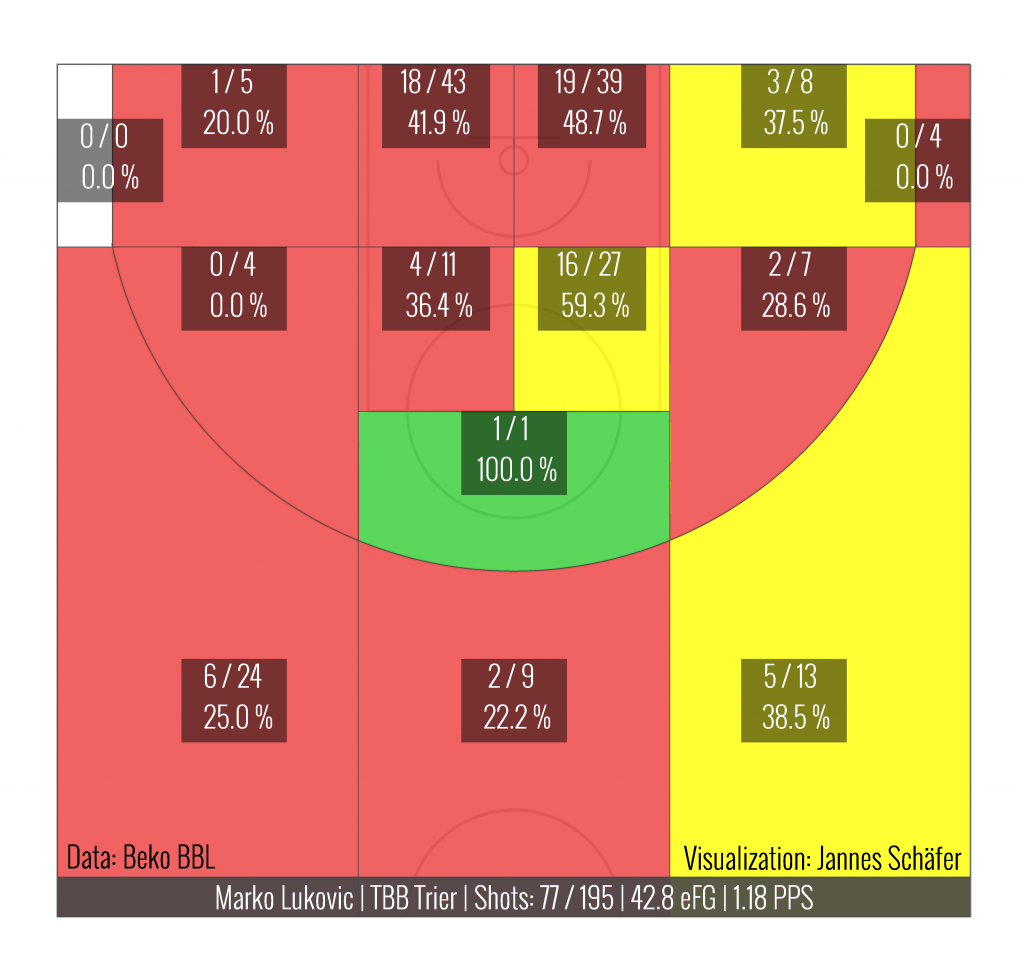 1 / 5
20.0 %
18 / 43
41.9 %
19 / 39
48.7 %
3 / 8
37.5 %
0 / 0
0.0 %
0 / 4
0.0 %
0 / 4
0.0 %
4 / 11
36.4 %
16 / 27
59.3 %
2 / 7
28.6 %
1 / 1
100.0 %
6 / 24
25.0 %
2 / 9
22.2 %
5 / 13
38.5 %
Data: Beko BBL
Visualization: Jannes Schäfer
Marko Lukovic | TBB Trier | Shots: 77 / 195 | 42.8 eFG | 1.18 PPS